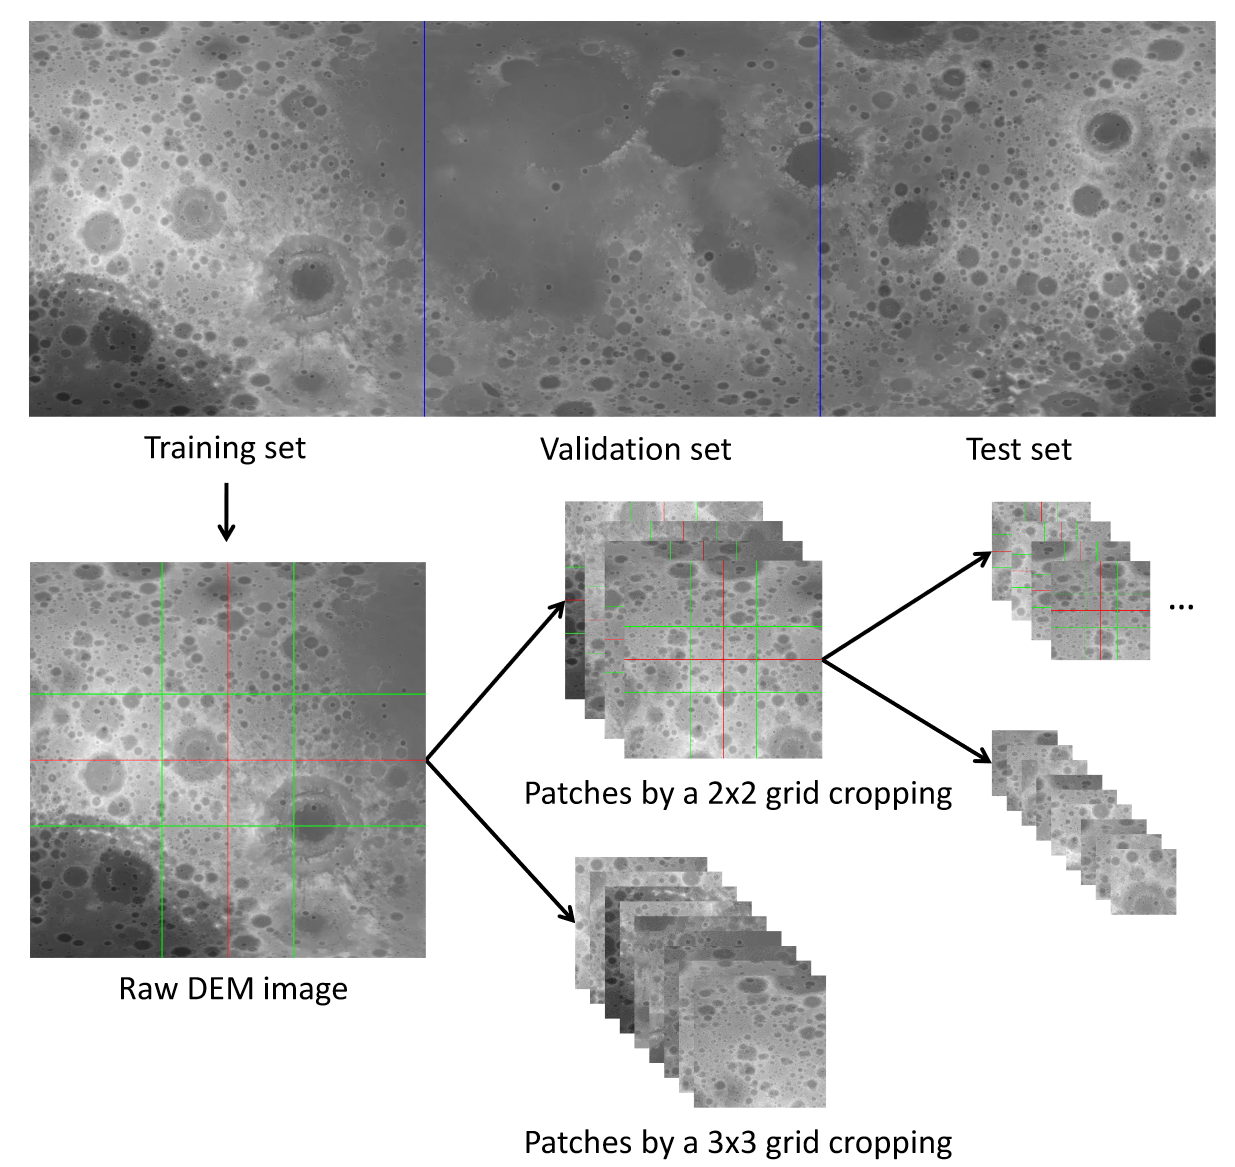 Training set
Validation set
Test set
...
Patches by a 2x2 grid cropping
Raw DEM image
Patches by a 3x3 grid cropping